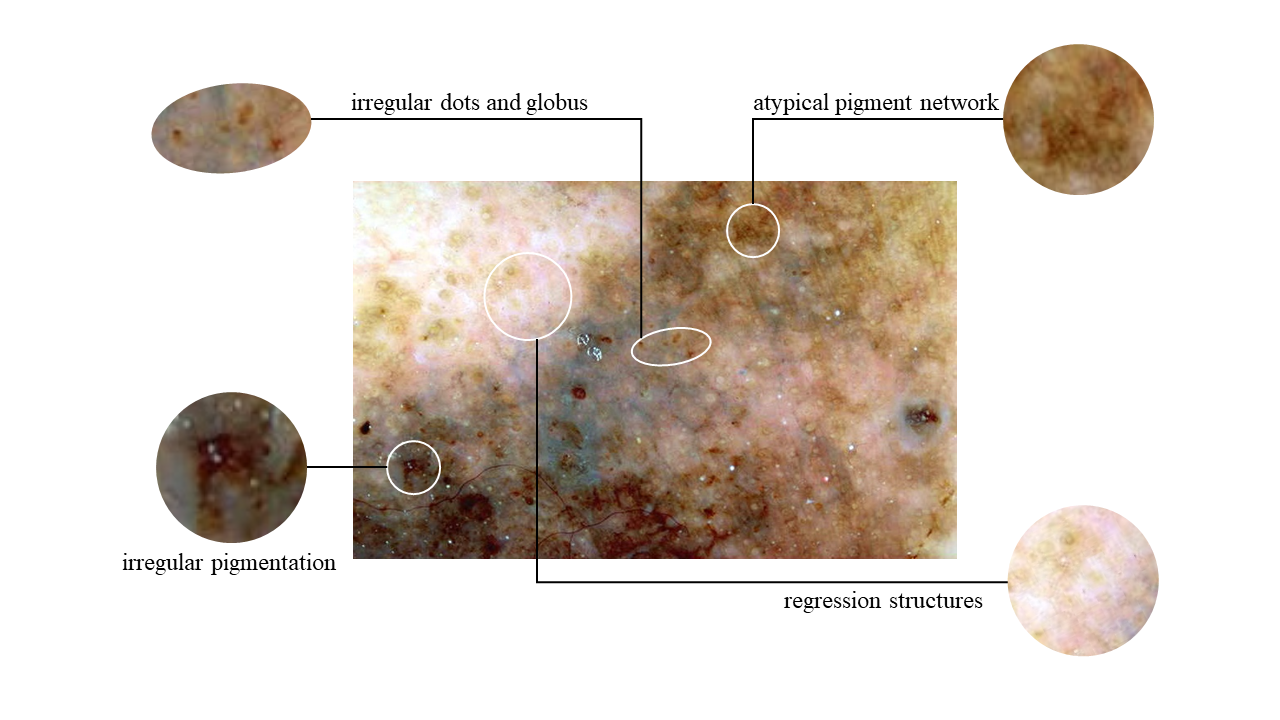 irregular dots and globus
atypical pigment network
irregular pigmentation
regression structures